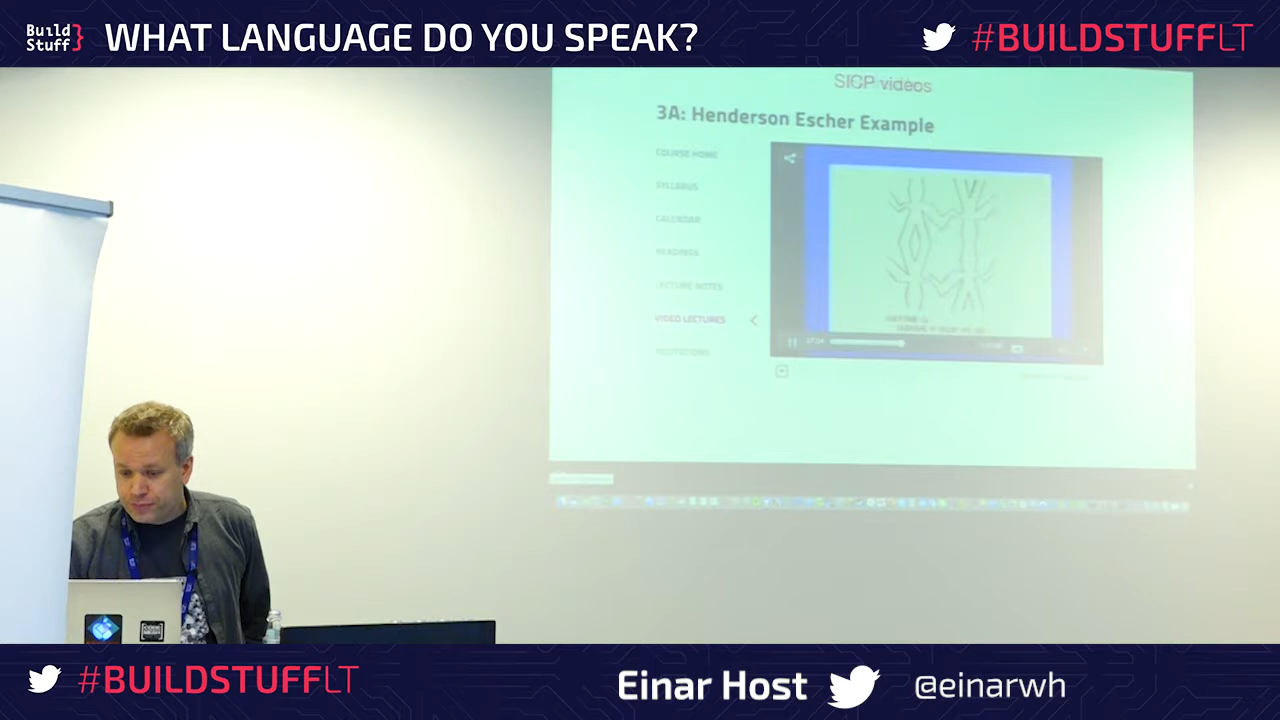 Build
Stuff}
WHAT LANGUAGE DO YOU SPEAK?
#BUILDSTUFFLT
SICP videos
3A: Henderson Escher Example
COURSE HOME
SYLLABUS
CALENDAR
READINGS
LECTURE NOTES
VIDEO LECTURES
#BUILDSTUFFLT
Einar Host
@einarwh